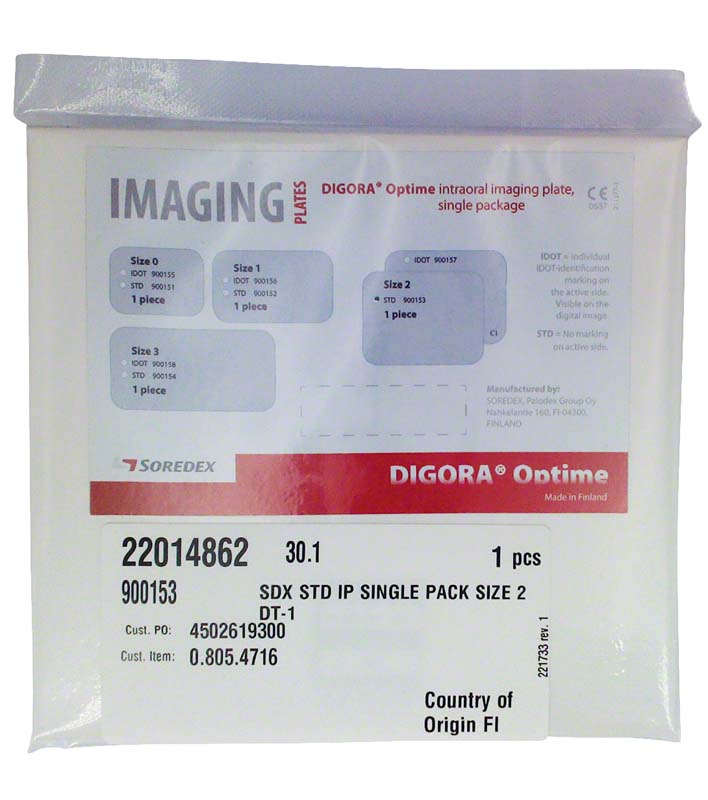 IMAGING PLATES
DIGORA® Optime intraoral imaging plate,
single package
CE
0537
Size 0
IDOT 900155
STD 900151
1 piece
Size 1
IDOT 900156
STD 900152
1 piece
IDOT 900157
Size 2
STD 900153
1 piece
C1
Size 3
IDOT 900158
STD 900154
1 piece
IDOT = individual
IDOT-identification
marking on
the active side.
Visible on the
digital image.
STD = No marking
on active side.
Manufactured by:
SOREDEX, Palodex Group Oy
Nahkelantie 160, FI-04300,
FINLAND
SOREDEX
DIGORA® Optime
Made in Finland
22014862 30.1 1 pcs
900153 SDX STD IP SINGLE PACK SIZE 2
DT-1
Cust. PO: 4502619300
Cust. Item: 0.805.4716
221733 rev. 1
Country of
Origin FI